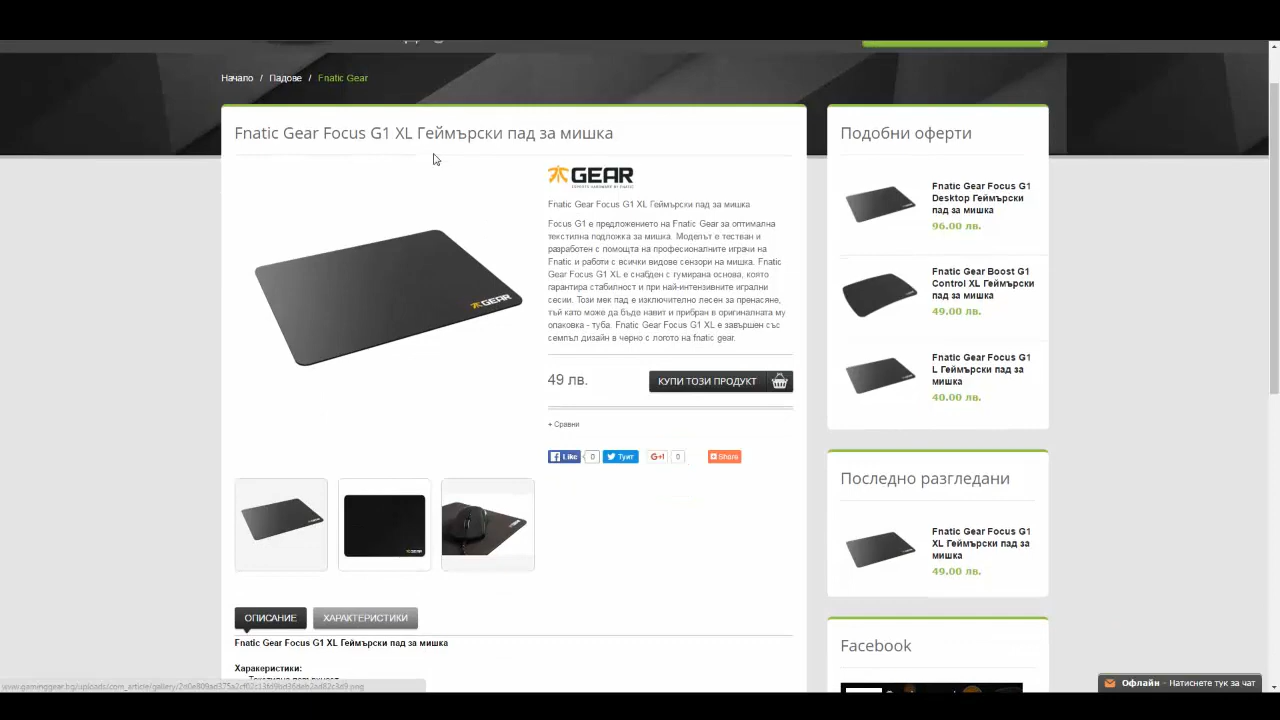 Начало / Падове / Fnatic Gear
Fnatic Gear Focus G1 XL Геймърски пад за мишка
GEAR
Fnatic Gear Focus G1 XL Геймърски пад за мишка
Focus G1 е предложението на Fnatic Gear за оптимална
текстилна подложка за мишка. Моделът е тестван и
разработен с помощта на професионалните играчи на
Fnatic и работи с всички видове сензори на мишка. Fnatic
Gear Focus G1 XL е снабден с гумирана основа, която
гарантира стабилност и при най-интензивните игрални
сесии. Този мек пад е изключително лесен за пренасяне,
тъй като може да бъде навит и прибран в оригиналната му
опаковка - туба. Fnatic Gear Focus G1 XL е завършен със
семпъл дизайн в черно с логото на fnatic gear.
49 лв.
КУПИ ТОЗИ ПРОДУКТ
+ Сравни
Like 0 Туит G+1 0 Share
GEAR
GEAR
ОПИСАНИЕ
ХАРАКТЕРИСТИКИ
Fnatic Gear Focus G1 XL Геймърски пад за мишка
Харакеристики:
Подобни оферти
Fnatic Gear Focus G1
Desktop Геймърски
пад за мишка
96.00 лв.
Fnatic Gear Boost G1
Control XL Геймърски
пад за мишка
49.00 лв.
Fnatic Gear Focus G1
L Геймърски пад за
мишка
40.00 лв.
Последно разгледани
Fnatic Gear Focus G1
XL Геймърски пад за
мишка
49.00 лв.
Facebook
Офлайн – Натиснете тук за чат